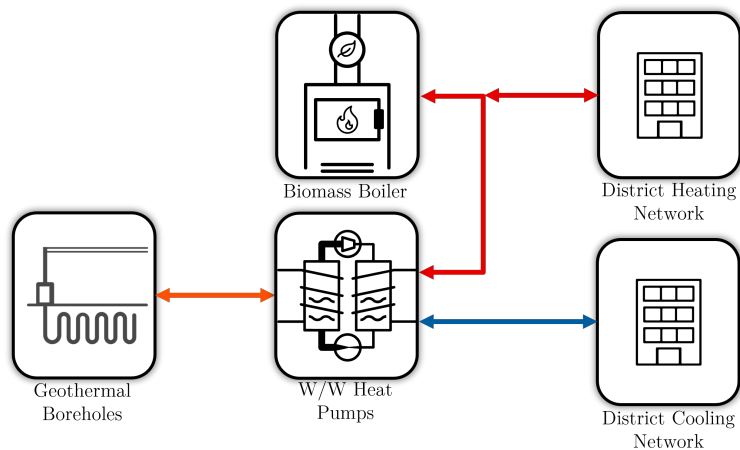 Biomass Boiler
District Heating
Network
Geothermal
Boreholes
W/W Heat
Pumps
District Cooling
Network